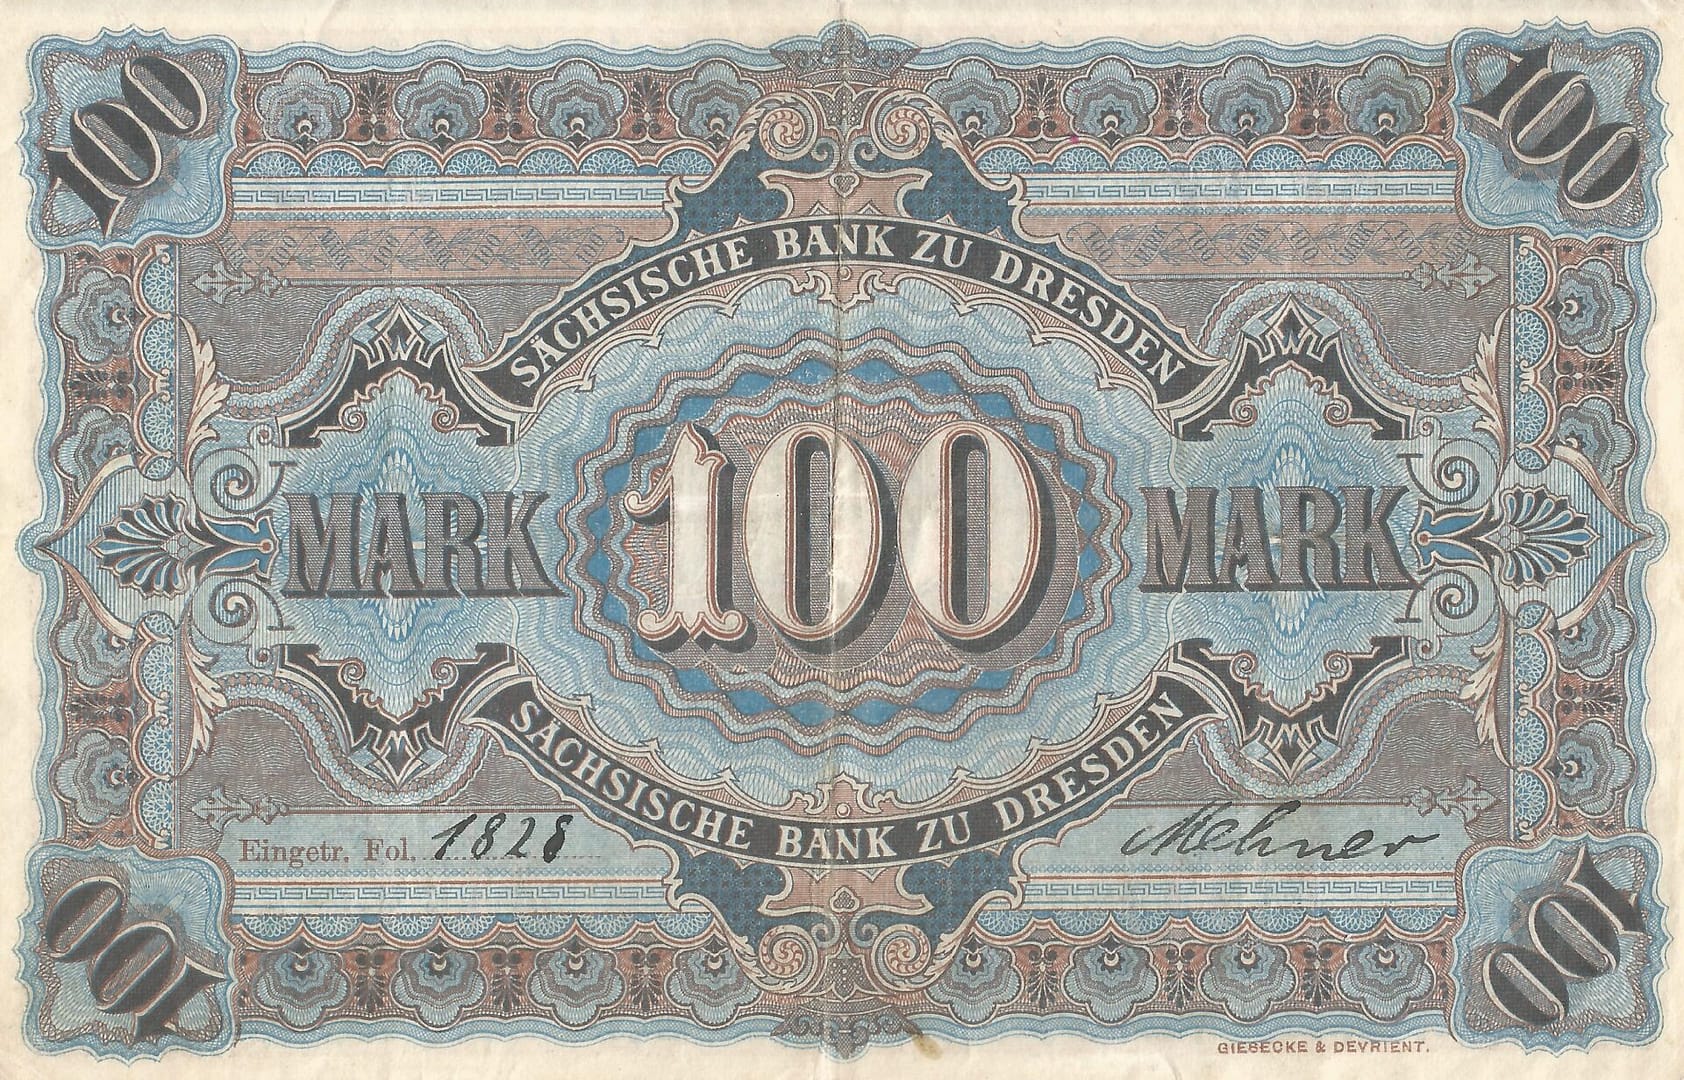 100 100
SÄCHSISCHE BANK ZU DRESDEN
MARK 100 MARK
SÄCHSISCHE BANK ZU DRESDEN
Eingetr. Fol. 1828 Mehner
100 100
GIESECKE & DEVRIENT.